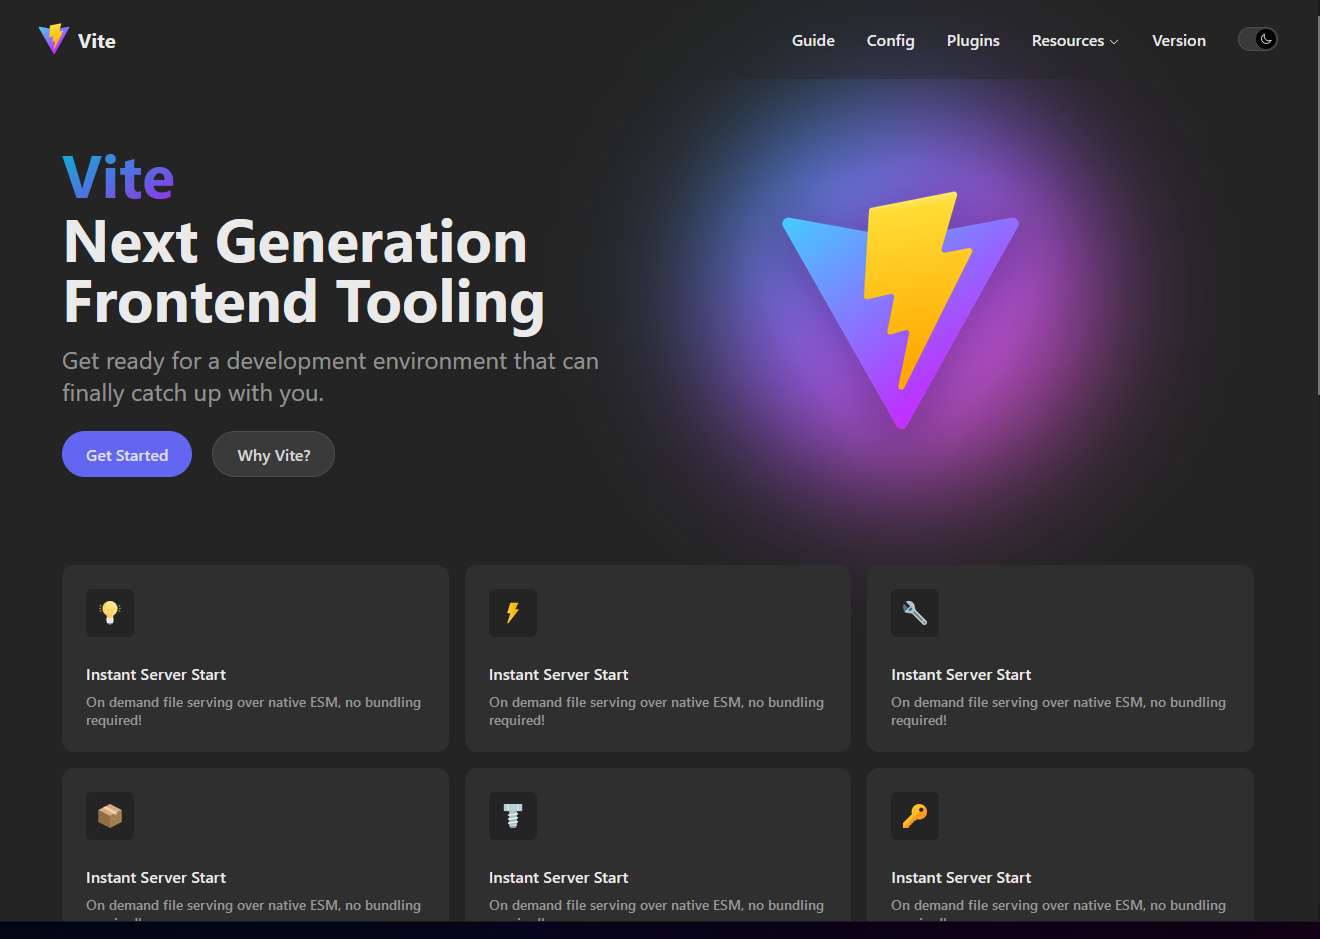 Vite
Guide
Config
Plugins
Resources
Version
Vite
Next Generation
Frontend Tooling
Get ready for a development environment that can
finally catch up with you.
Get Started
Why Vite?
Instant Server Start
On demand file serving over native ESM, no bundling
required!
Instant Server Start
On demand file serving over native ESM, no bundling
required!
Instant Server Start
On demand file serving over native ESM, no bundling
required!
Instant Server Start
On demand file serving over native ESM, no bundling
Instant Server Start
On demand file serving over native ESM, no bundling
Instant Server Start
On demand file serving over native ESM, no bundling